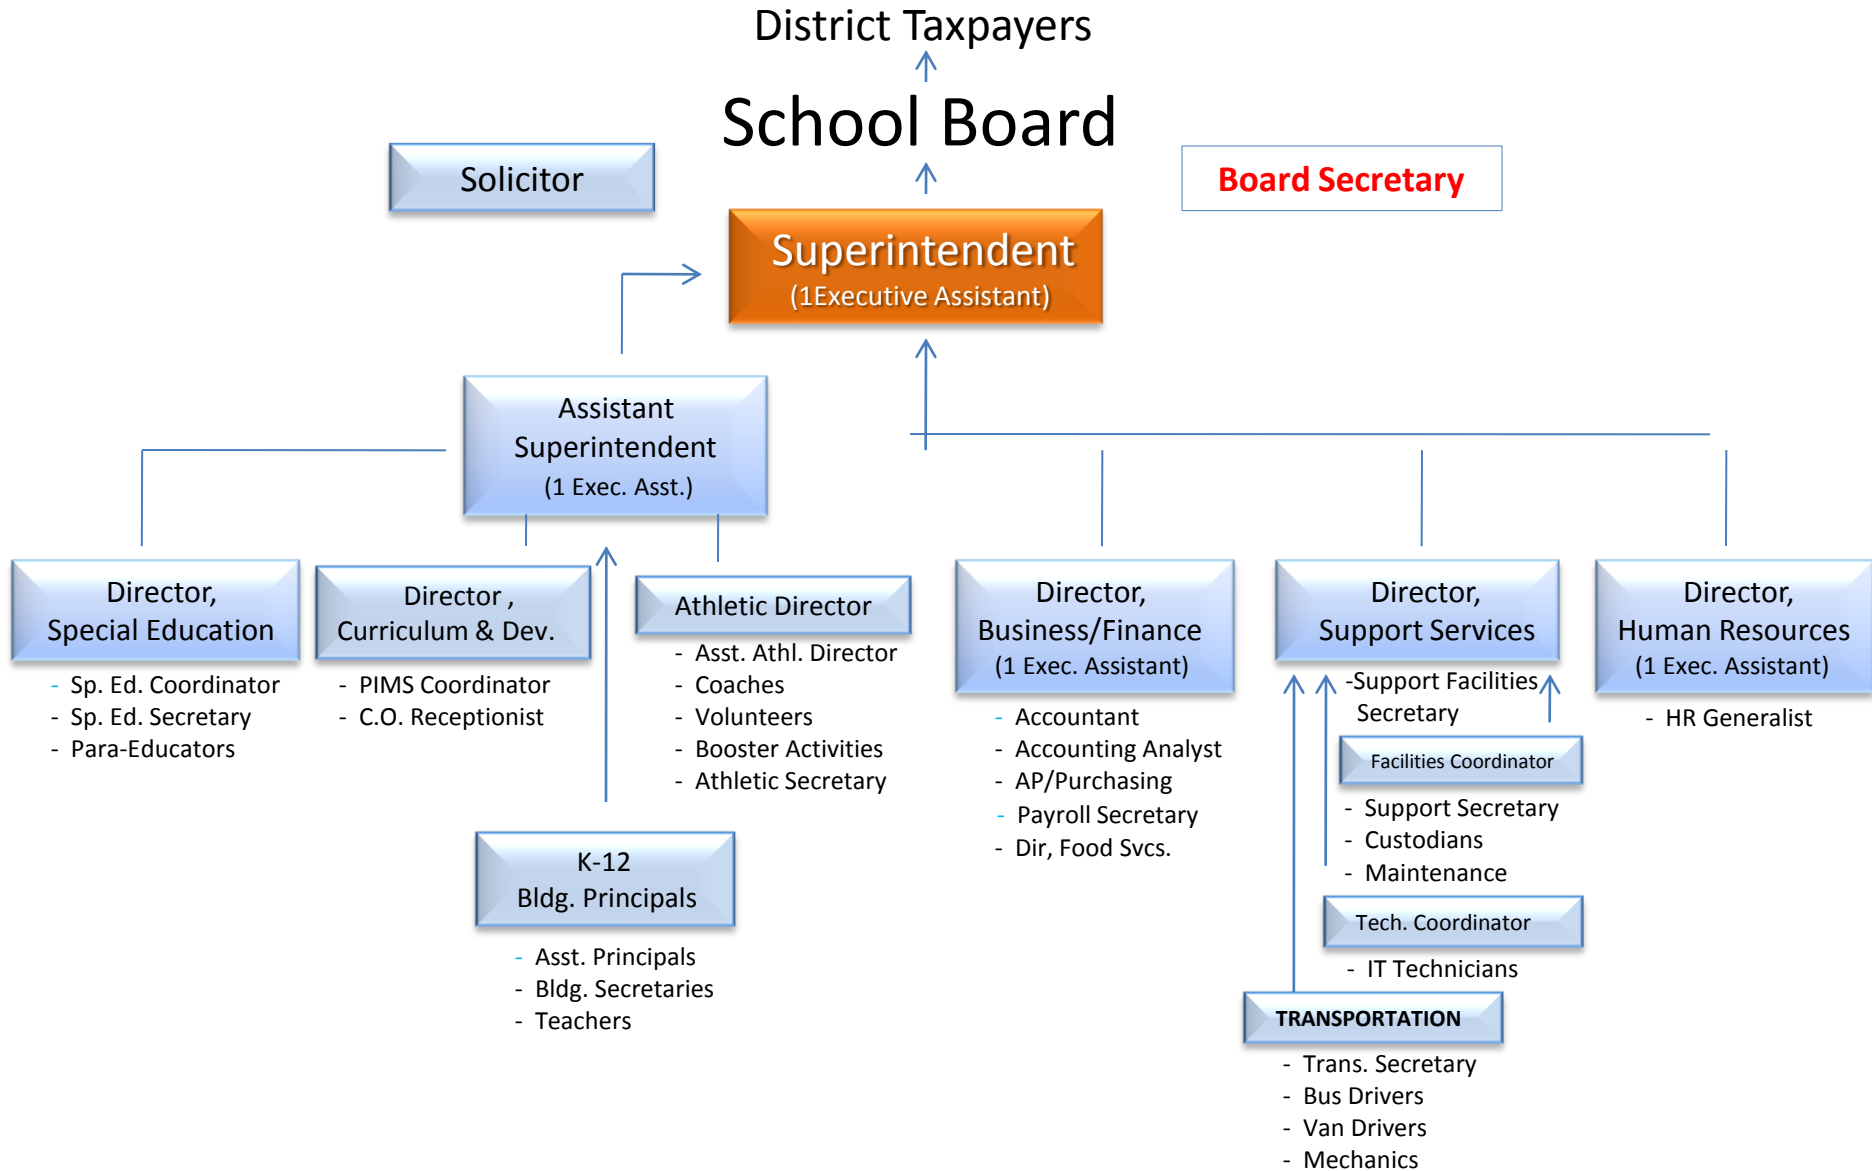 District Taxpayers
School Board
Solicitor
Board Secretary
Superintendent
(1Executive Assistant)
Assistant
Superintendent
(1 Exec. Asst.)
Director,
Special Education
- Sp. Ed. Coordinator
- Sp. Ed. Secretary
- Para-Educators
Director ,
Curriculum & Dev.
- PIMS Coordinator
- C.O. Receptionist
Athletic Director
- Asst. Athl. Director
- Coaches
- Volunteers
- Booster Activities
- Athletic Secretary
K-12
Bldg. Principals
- Asst. Principals
- Bldg. Secretaries
- Teachers
Director,
Business/Finance
(1 Exec. Assistant)
- Accountant
- Accounting Analyst
- AP/Purchasing
- Payroll Secretary
- Dir, Food Svcs.
Director,
Support Services
-Support Facilities
Secretary
Facilities Coordinator
- Support Secretary
- Custodians
- Maintenance
Tech. Coordinator
- IT Technicians
TRANSPORTATION
- Trans. Secretary
- Bus Drivers
- Van Drivers
- Mechanics
Director,
Human Resources
(1 Exec. Assistant)
- HR Generalist